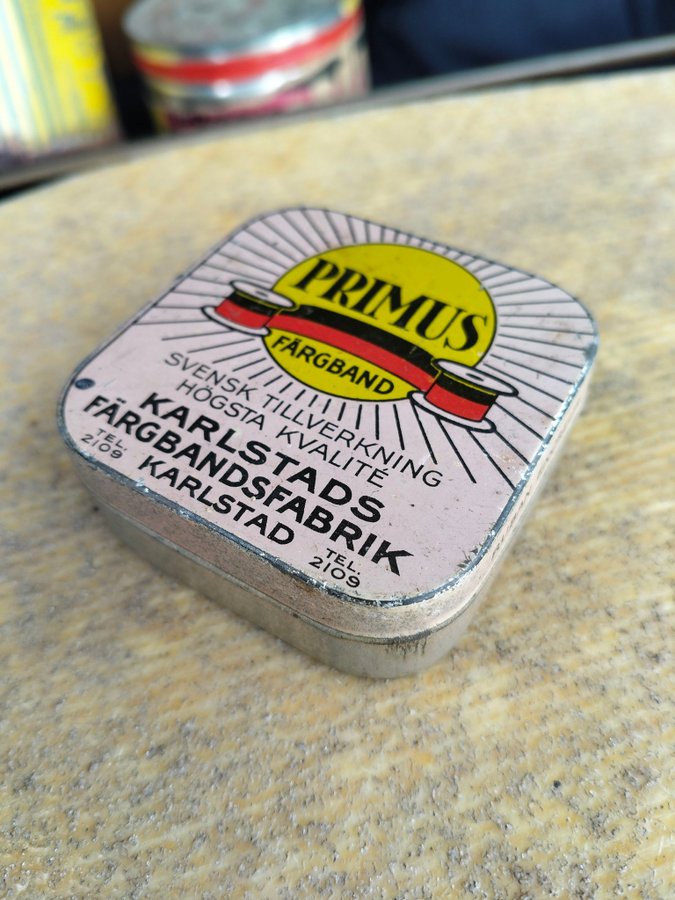 PRIMUS
FÄRGBAND
SVENSK TILLVERKNING
HÖGSTA KVALITÉ
KARLSTADS
FÄRGBANDSFABRIK
TEL. 2109
KARLSTAD
TEL. 2109